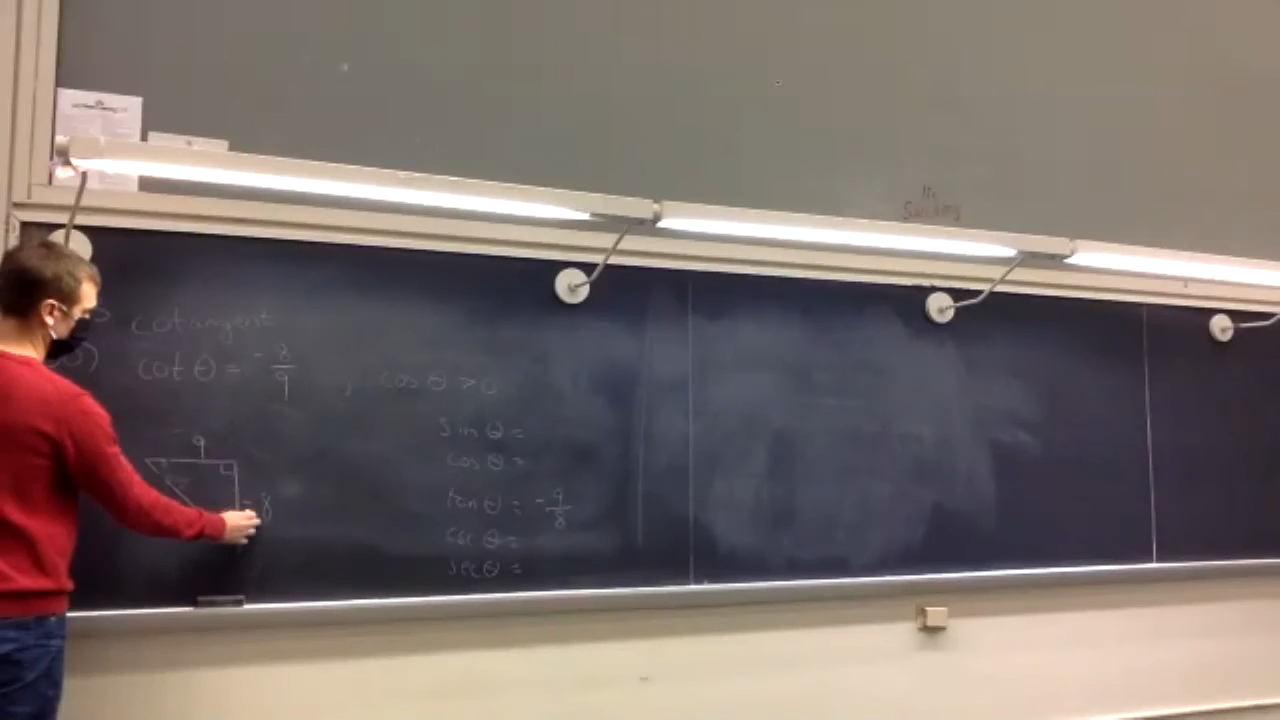 cotangent
cot θ = -8/9 , cos θ > 0
9
-8
sin θ =
cos θ =
tan θ = -9/8
csc θ =
sec θ =